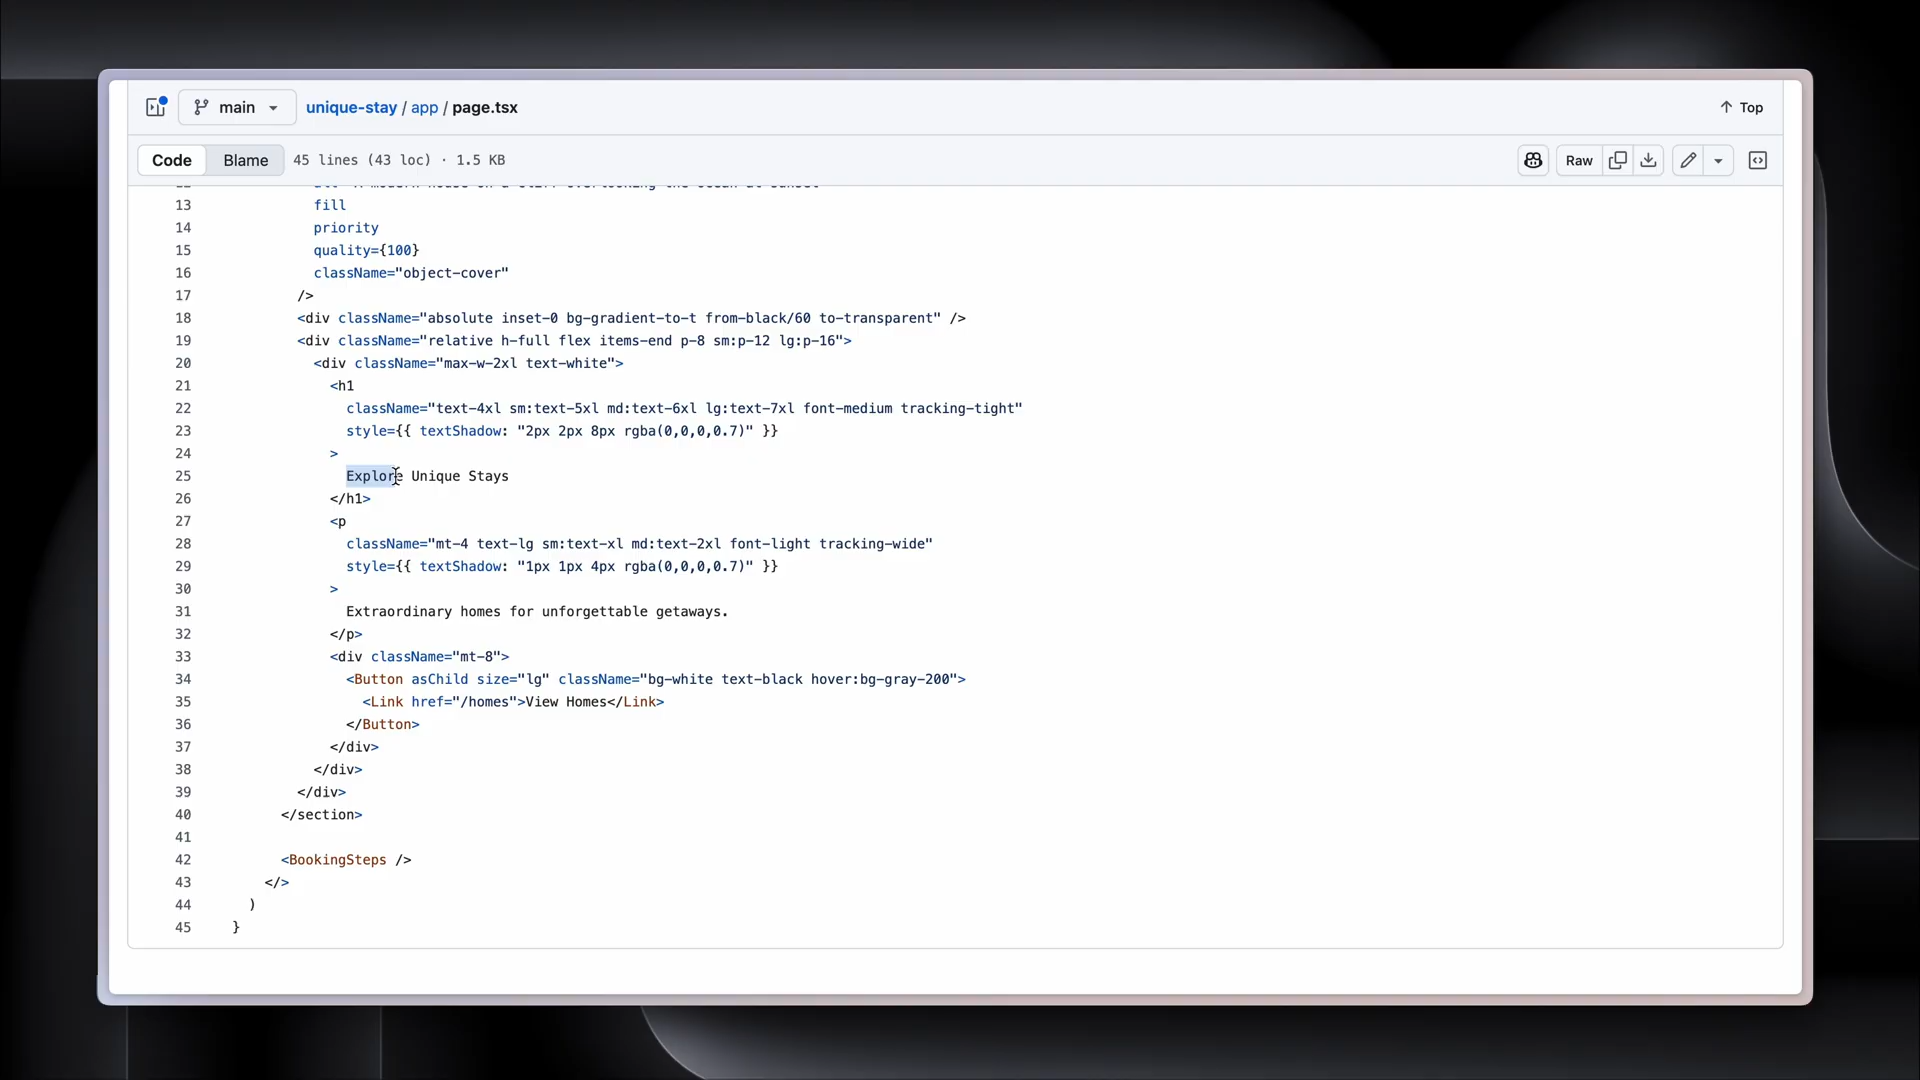 main
unique-stay / app / page.tsx
Top
Code
Blame
45 lines (43 loc) · 1.5 KB
Raw
13 fill
14 priority
15 quality={100}
16 className="object-cover"
17 />
18 <div className="absolute inset-0 bg-gradient-to-t from-black/60 to-transparent" />
19 <div className="relative h-full flex items-end p-8 sm:p-12 lg:p-16">
20 <div className="max-w-2xl text-white">
21 <h1
22 className="text-4xl sm:text-5xl md:text-6xl lg:text-7xl font-medium tracking-tight"
23 style={{ textShadow: "2px 2px 8px rgba(0,0,0,0.7)" }}
24 >
25 Explore Unique Stays
26 </h1>
27 <p
28 className="mt-4 text-lg sm:text-xl md:text-2xl font-light tracking-wide"
29 style={{ textShadow: "1px 1px 4px rgba(0,0,0,0.7)" }}
30 >
31 Extraordinary homes for unforgettable getaways.
32 </p>
33 <div className="mt-8">
34 <Button asChild size="lg" className="bg-white text-black hover:bg-gray-200">
35 <Link href="/homes">View Homes</Link>
36 </Button>
37 </div>
38 </div>
39 </div>
40 </section>
41
42 <BookingSteps />
43 </>
44 )
45 }